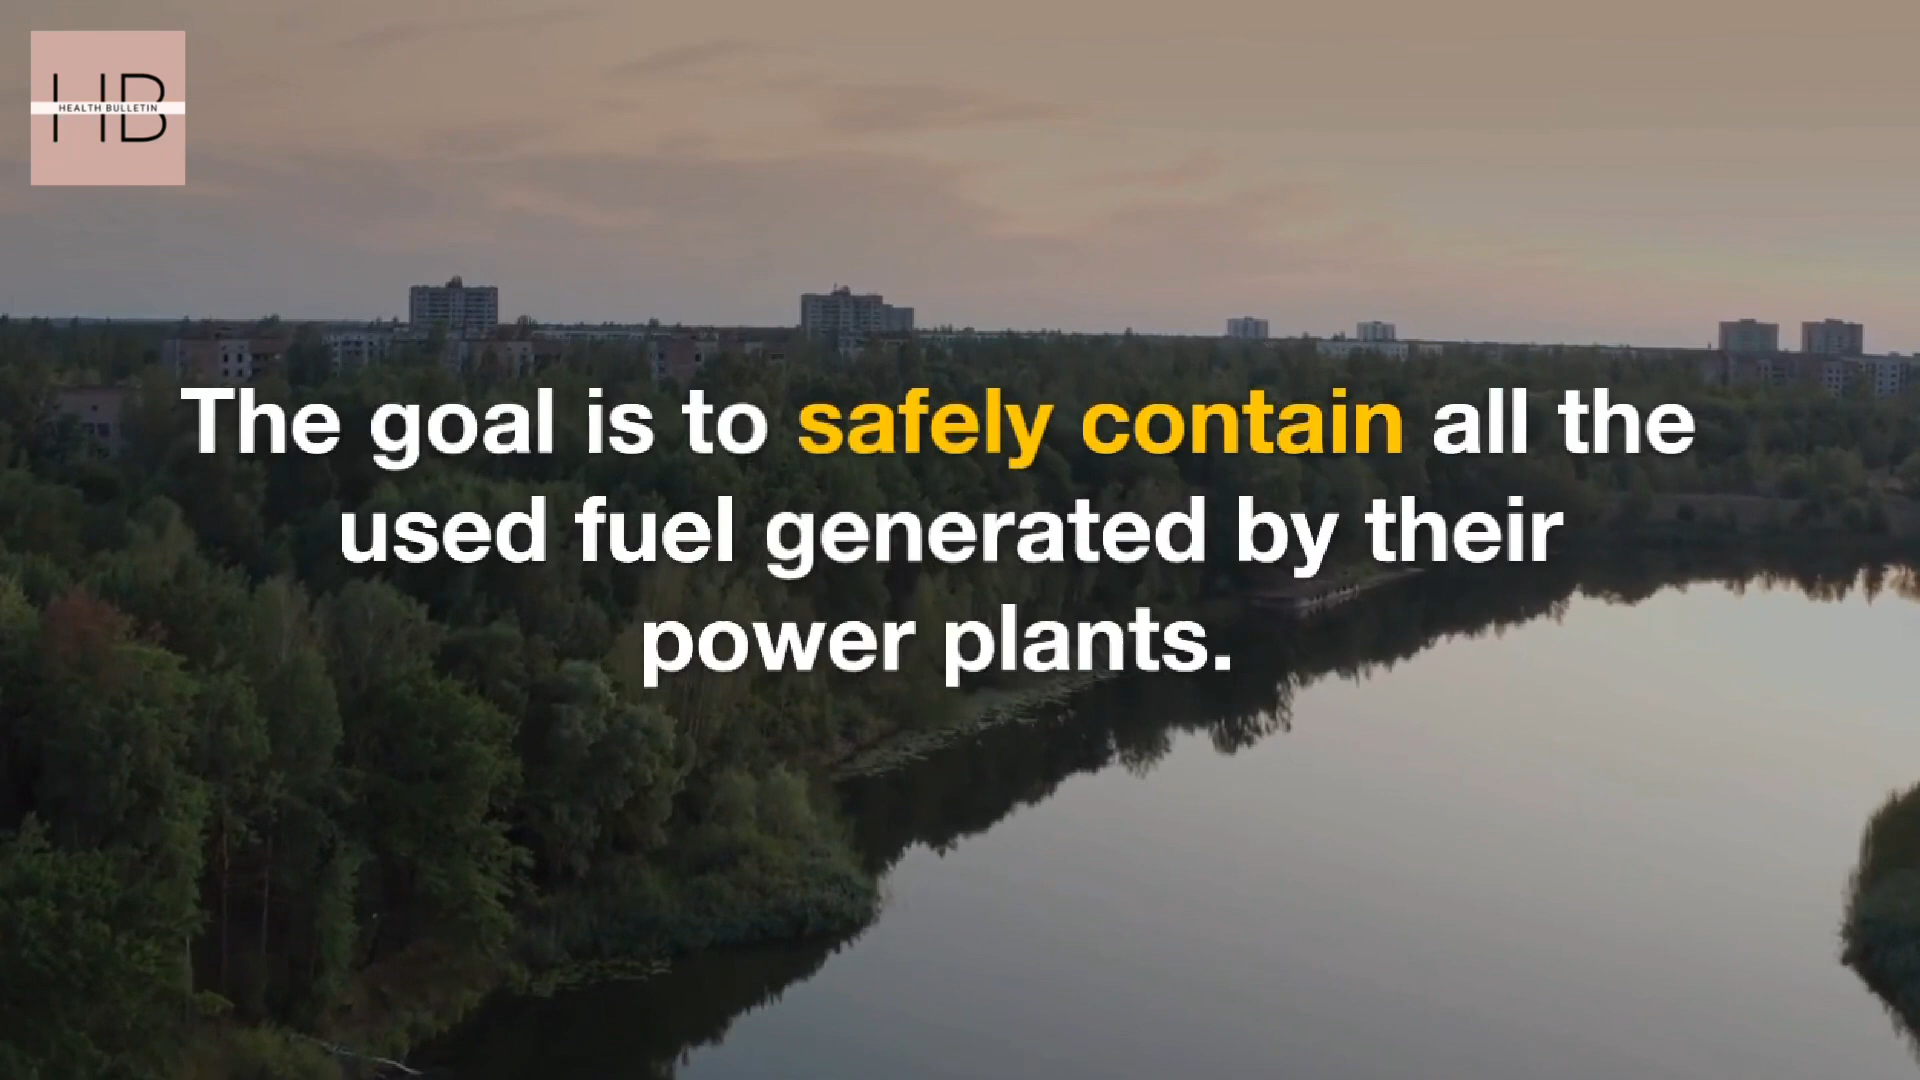 HB
HEALTH BULLETIN
The goal is to safely contain all the
used fuel generated by their
power plants.